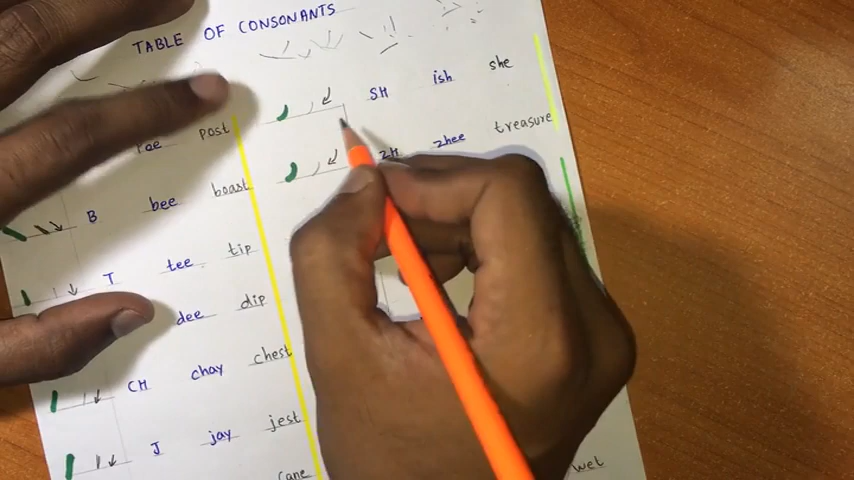 TABLE OF CONSONANTS
post
B bee boast
T tee tip
dee dip
CH chay chest
J jay jest
cane
SH ish she
ZH zhee treasure
wet